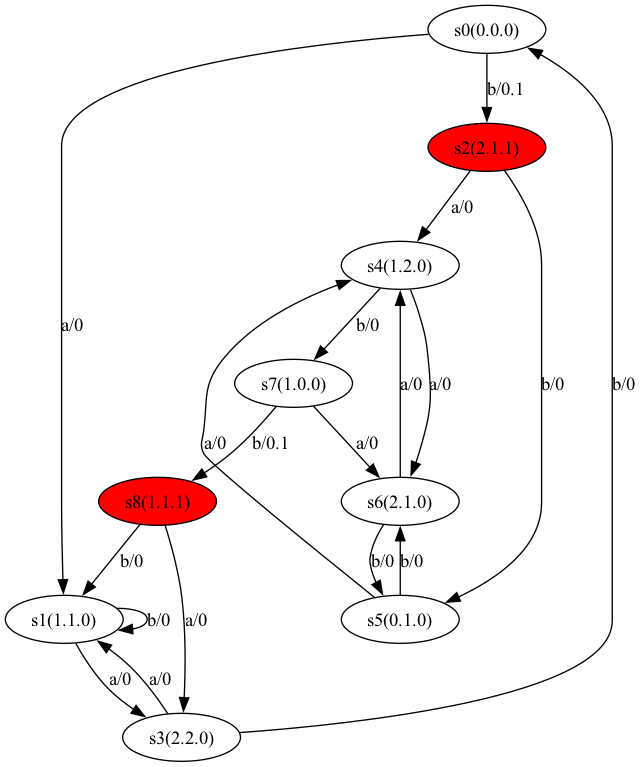 s0(0.0.0)
b/0.1
s2(2.1.1)
a/0
s4(1.2.0)
a/0
b/0
s7(1.0.0)
a/0
a/0
b/0
b/0
a/0
b/0.1
a/0
s8(1.1.1)
s6(2.1.0)
b/0
b/0
b/0
s1(1.1.0)
b/0
a/0
s5(0.1.0)
a/0
a/0
s3(2.2.0)